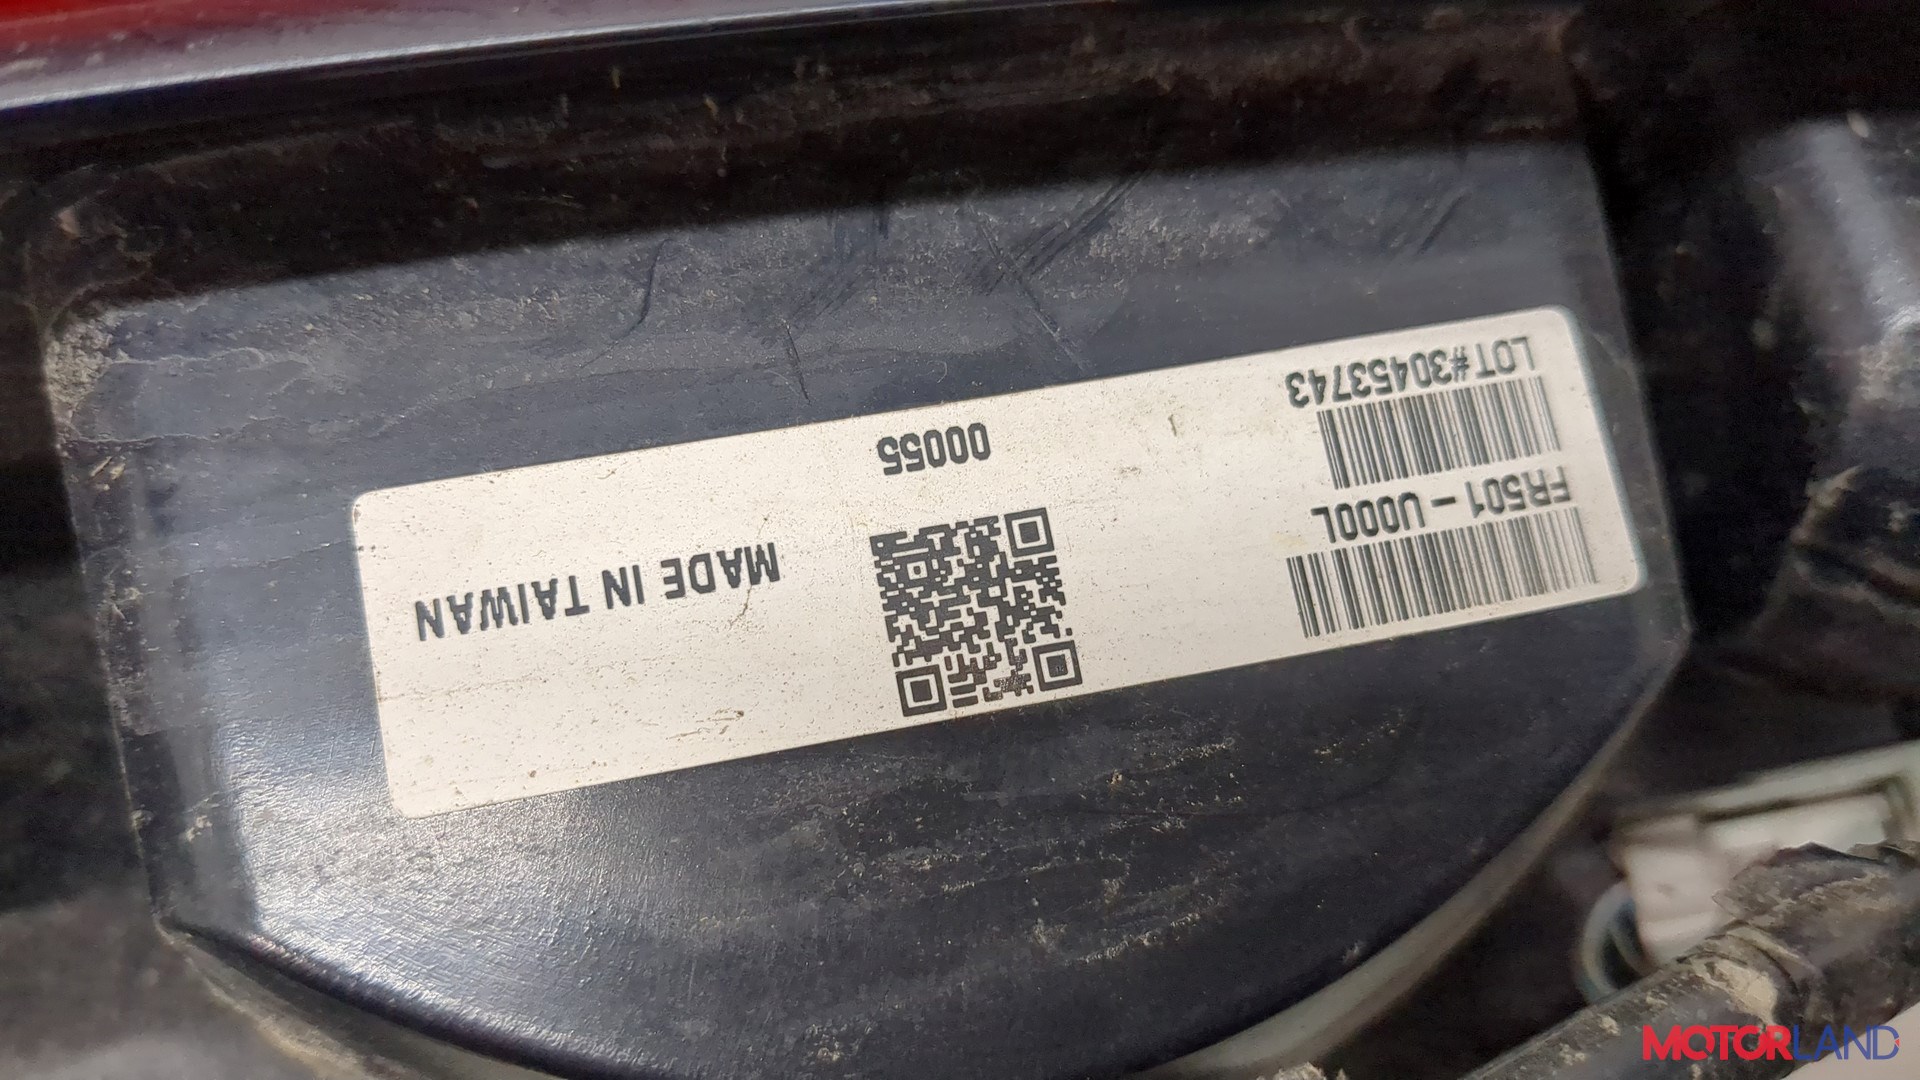 FR501-U000L
LOT#30453743
MADE IN TAIWAN
00055
MOTORLAND